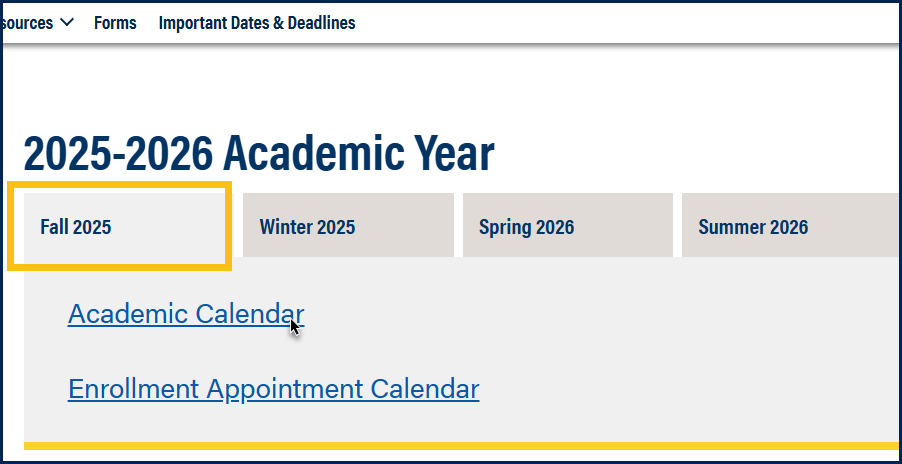 sources Forms Important Dates & Deadlines
2025-2026 Academic Year
Fall 2025 Winter 2025 Spring 2026 Summer 2026
Academic Calendar
Enrollment Appointment Calendar